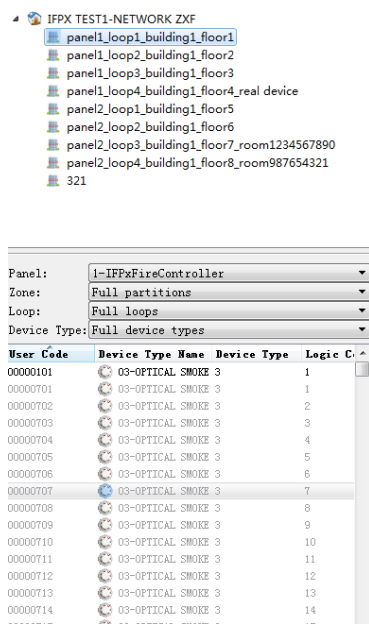 IFPX TEST1-NETWORK ZXF
panel1_loop1_building1_floor1
panel1_loop2_building1_floor2
panel1_loop3_building1_floor3
panel1_loop4_building1_floor4_real device
panel2_loop1_building1_floor5
panel2_loop2_building1_floor6
panel2_loop3_building1_floor7_room1234567890
panel2_loop4_building1_floor8_room987654321
321
Panel: 1-IFPxFireController
Zone: Full partitions
Loop: Full loops
Device Type: Full device types
User Code Device Type Name Device Type Logic
00000101 03-OPTICAL SMOKE 3 1
00000701 03-OPTICAL SMOKE 3 1
00000702 03-OPTICAL SMOKE 3 2
00000703 03-OPTICAL SMOKE 3 3
00000704 03-OPTICAL SMOKE 3 4
00000705 03-OPTICAL SMOKE 3 5
00000706 03-OPTICAL SMOKE 3 6
00000707 03-OPTICAL SMOKE 3 7
00000708 03-OPTICAL SMOKE 3 8
00000709 03-OPTICAL SMOKE 3 9
00000710 03-OPTICAL SMOKE 3 10
00000711 03-OPTICAL SMOKE 3 11
00000712 03-OPTICAL SMOKE 3 12
00000713 03-OPTICAL SMOKE 3 13
00000714 03-OPTICAL SMOKE 3 14